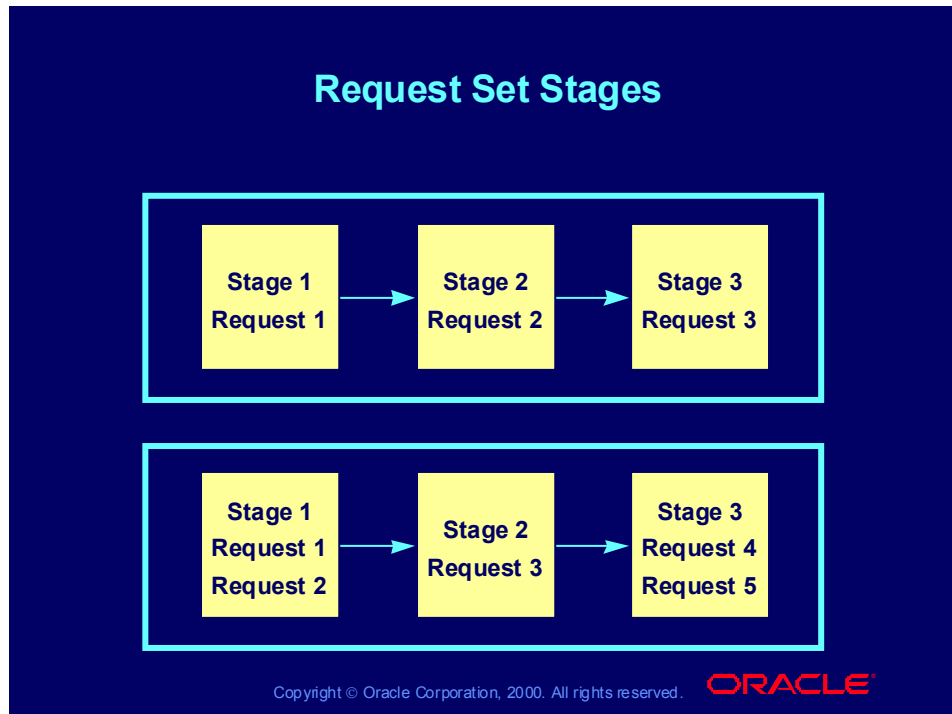 Request Set Stages
Stage 1
Request 1
Stage 2
Request 2
Stage 3
Request 3
Stage 1
Request 1
Request 2
Stage 2
Request 3
Stage 3
Request 4
Request 5
Copyright © Oracle Corporation, 2000. All rights reserved.
ORACLE®